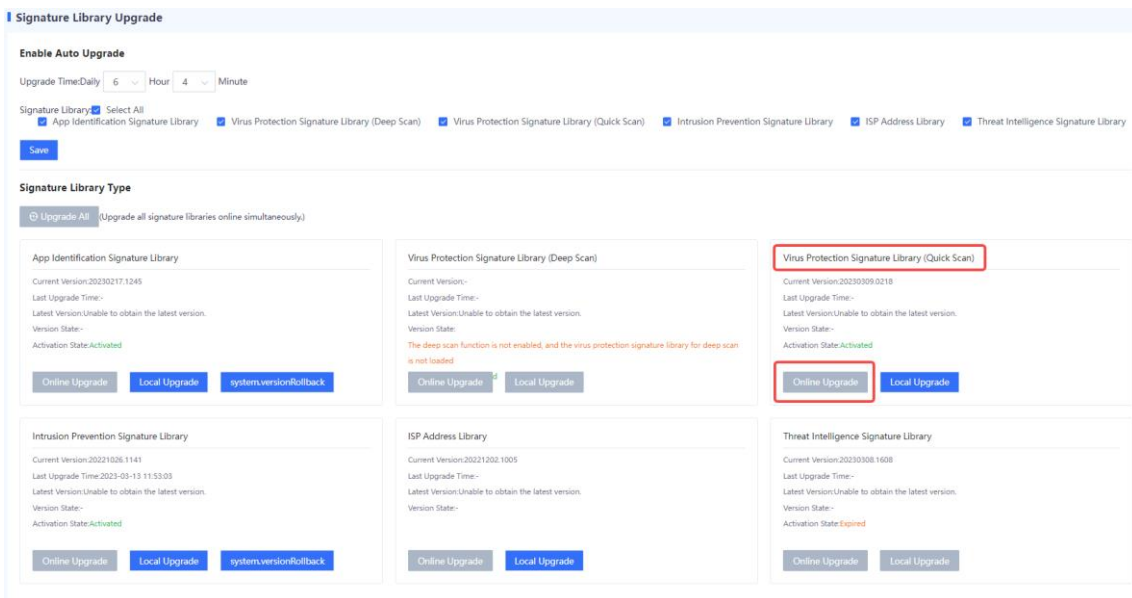 Signature Library Upgrade
Enable Auto Upgrade
Upgrade Time:Daily 6 Hour 4 Minute
Signature Library: Select All
App Identification Signature Library Virus Protection Signature Library (Deep Scan) Virus Protection Signature Library (Quick Scan) Intrusion Prevention Signature Library ISP Address Library Threat Intelligence Signature Library
Save
Signature Library Type
Upgrade All (Upgrade all signature libraries online simultaneously.)
App Identification Signature Library
Current Version:20230217.1245
Last Upgrade Time:-
Latest Version:Unable to obtain the latest version.
Version State:-
Activation State:Activated
Online Upgrade Local Upgrade system.versionRollback
Virus Protection Signature Library (Deep Scan)
Current Version:-
Last Upgrade Time:-
Latest Version:Unable to obtain the latest version.
Version State:
The deep scan function is not enabled, and the virus protection signature library for deep scan
is not loaded
Online Upgrade d Local Upgrade
Virus Protection Signature Library (Quick Scan)
Current Version:20230309.0218
Last Upgrade Time:-
Latest Version:Unable to obtain the latest version.
Version State:-
Activation State:Activated
Online Upgrade Local Upgrade
Intrusion Prevention Signature Library
Current Version:20221026.1141
Last Upgrade Time:2023-03-13 11:53:03
Latest Version:Unable to obtain the latest version.
Version State:-
Activation State:Activated
Online Upgrade Local Upgrade system.versionRollback
ISP Address Library
Current Version:20221202.1005
Last Upgrade Time:-
Latest Version:Unable to obtain the latest version.
Version State:-
Online Upgrade Local Upgrade
Threat Intelligence Signature Library
Current Version:20230308.1608
Last Upgrade Time:-
Latest Version:Unable to obtain the latest version.
Version State:-
Activation State:Expired
Online Upgrade Local Upgrade